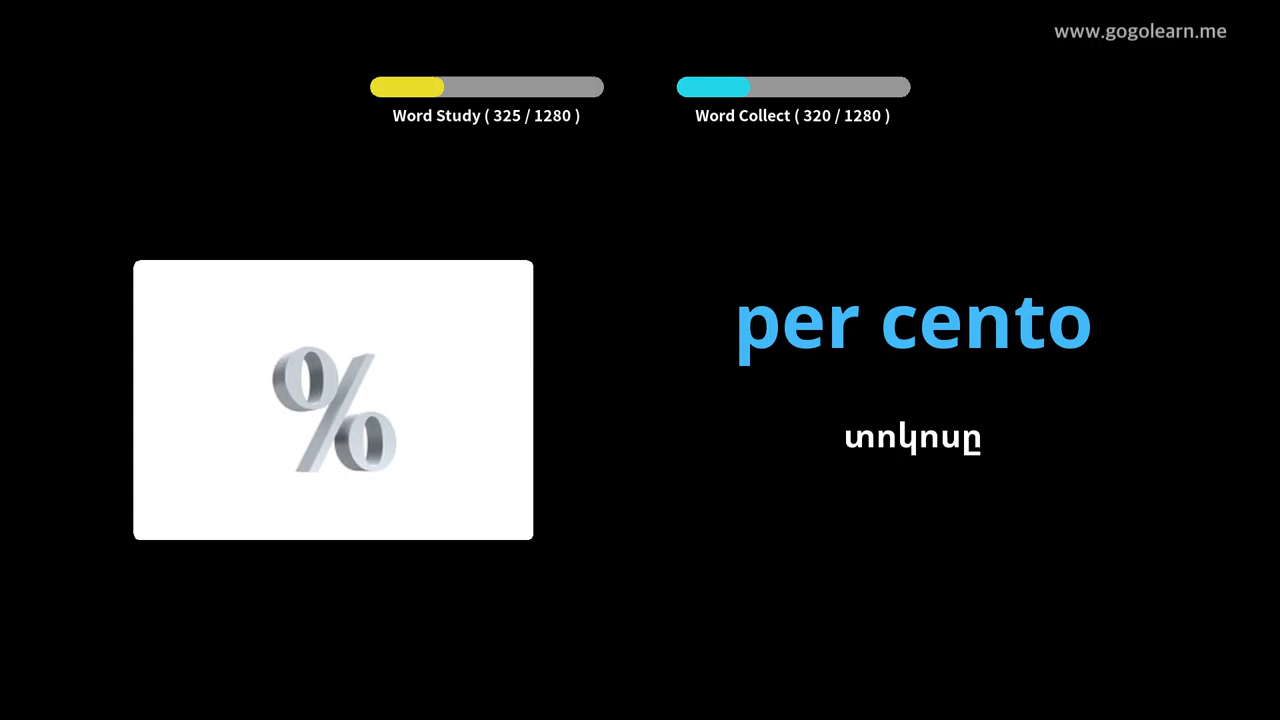 www.gogolearn.me
Word Study ( 325 / 1280 )
Word Collect ( 320 / 1280 )
%
per cento
տոկոսը